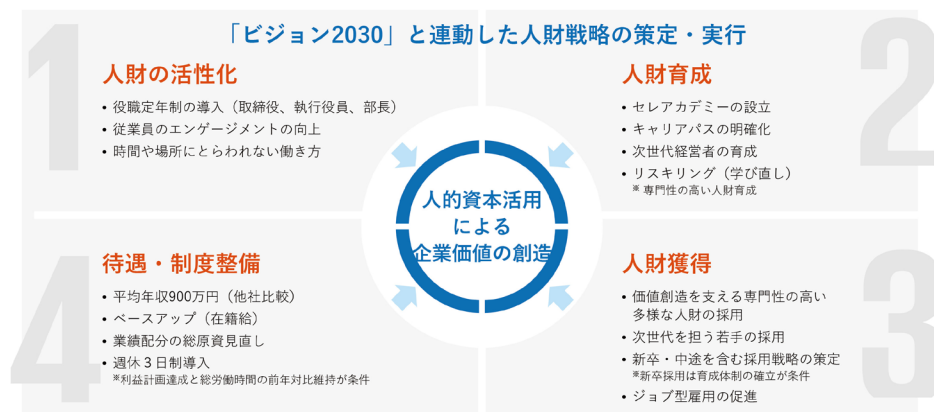 「ビジョン2030」と連動した人財戦略の策定・実行
1
人財の活性化
• 役職定年制の導入（取締役、執行役員、部長）
• 従業員のエンゲージメントの向上
• 時間や場所にとらわれない働き方
2
人財育成
• セレアカデミーの設立
• キャリアパスの明確化
• 次世代経営者の育成
• リスキリング（学び直し）
※ 専門性の高い人財育成
人的資本活用
による
企業価値の創造
4
待遇・制度整備
• 平均年収900万円（他社比較）
• ベースアップ（在籍給）
• 業績配分の総原資見直し
• 週休３日制導入
※利益計画達成と総労働時間の前年対比維持が条件
3
人財獲得
• 価値創造を支える専門性の高い
多様な人財の採用
• 次世代を担う若手の採用
• 新卒・中途を含む採用戦略の策定
※新卒採用は育成体制の確立が条件
• ジョブ型雇用の促進